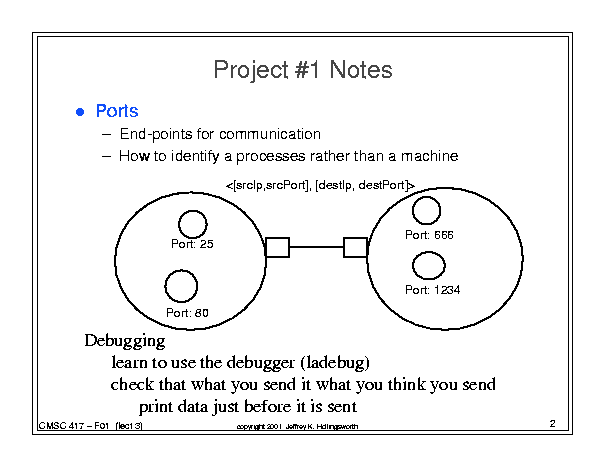 Project #1 Notes
● Ports
– End-points for communication
– How to identify a processes rather than a machine
<[srcIp,srcPort], [destIp, destPort]>
Port: 25
Port: 666
Port: 80
Port: 1234
Debugging
learn to use the debugger (ladebug)
check that what you send it what you think you send
print data just before it is sent
CMSC 417 – F01 (lect 3)
copyright 2001 Jeffrey K. Hollingsworth
2